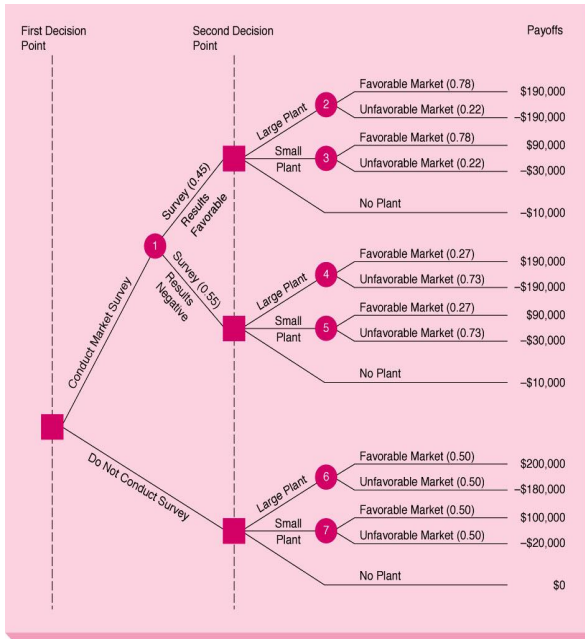 First Decision
Point
Second Decision
Point
Payoffs
Conduct Market Survey
Do Not Conduct Survey
1
Survey (0.45)
Results
Favorable
Survey (0.55)
Results
Negative
Large Plant
2
Favorable Market (0.78)
$190,000
Unfavorable Market (0.22)
–$190,000
Small
Plant
3
Favorable Market (0.78)
$90,000
Unfavorable Market (0.22)
–$30,000
No Plant
–$10,000
Large Plant
4
Favorable Market (0.27)
$190,000
Unfavorable Market (0.73)
–$190,000
Small
Plant
5
Favorable Market (0.27)
$90,000
Unfavorable Market (0.73)
–$30,000
No Plant
–$10,000
Large Plant
6
Favorable Market (0.50)
$200,000
Unfavorable Market (0.50)
–$180,000
Small
Plant
7
Favorable Market (0.50)
$100,000
Unfavorable Market (0.50)
–$20,000
No Plant
$0